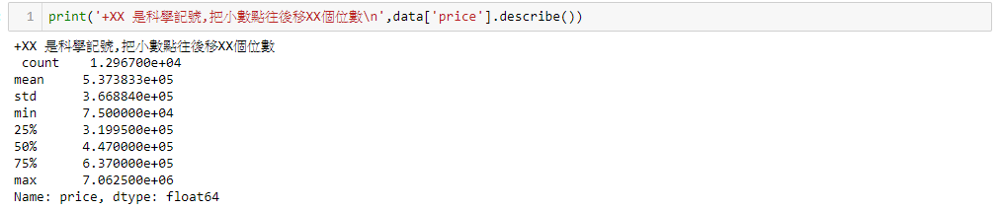 1 print('+XX 是科學記號,把小數點往後移XX個位數\n',data['price'].describe())
+XX 是科學記號,把小數點往後移XX個位數
count    1.296700e+04
mean     5.373833e+05
std      3.668840e+05
min      7.500000e+04
25%      3.199500e+05
50%      4.470000e+05
75%      6.370000e+05
max      7.062500e+06
Name: price, dtype: float64